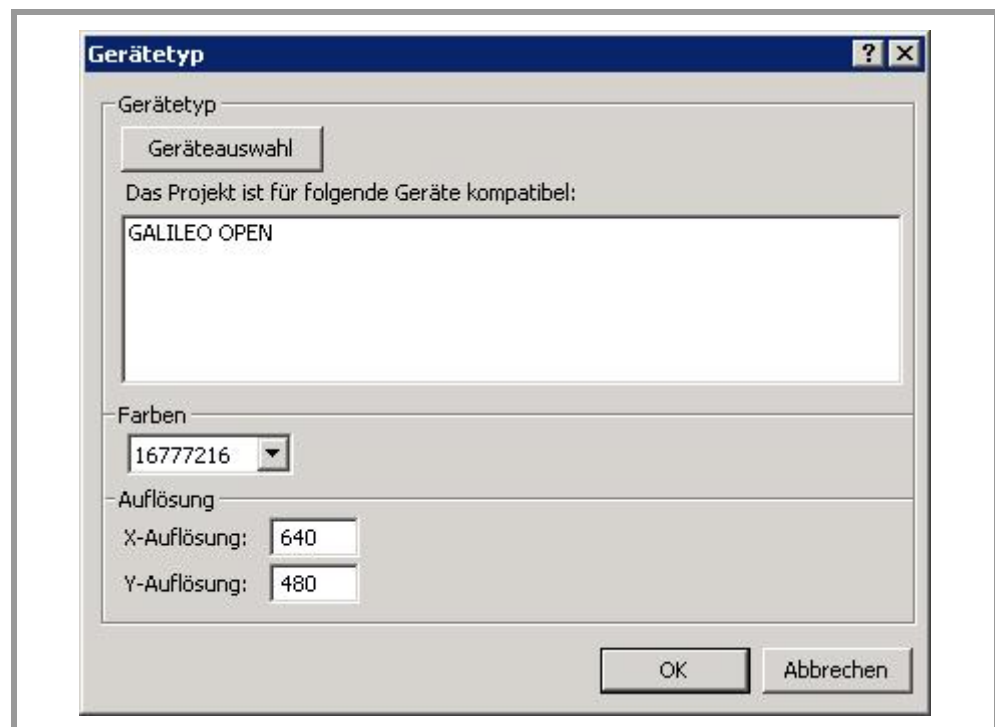 Gerätetyp
Gerätetyp
Geräteauswahl
Das Projekt ist für folgende Geräte kompatibel:
GALILEO OPEN
Farben
16777216
Auflösung
X-Auflösung: 640
Y-Auflösung: 480
OK Abbrechen